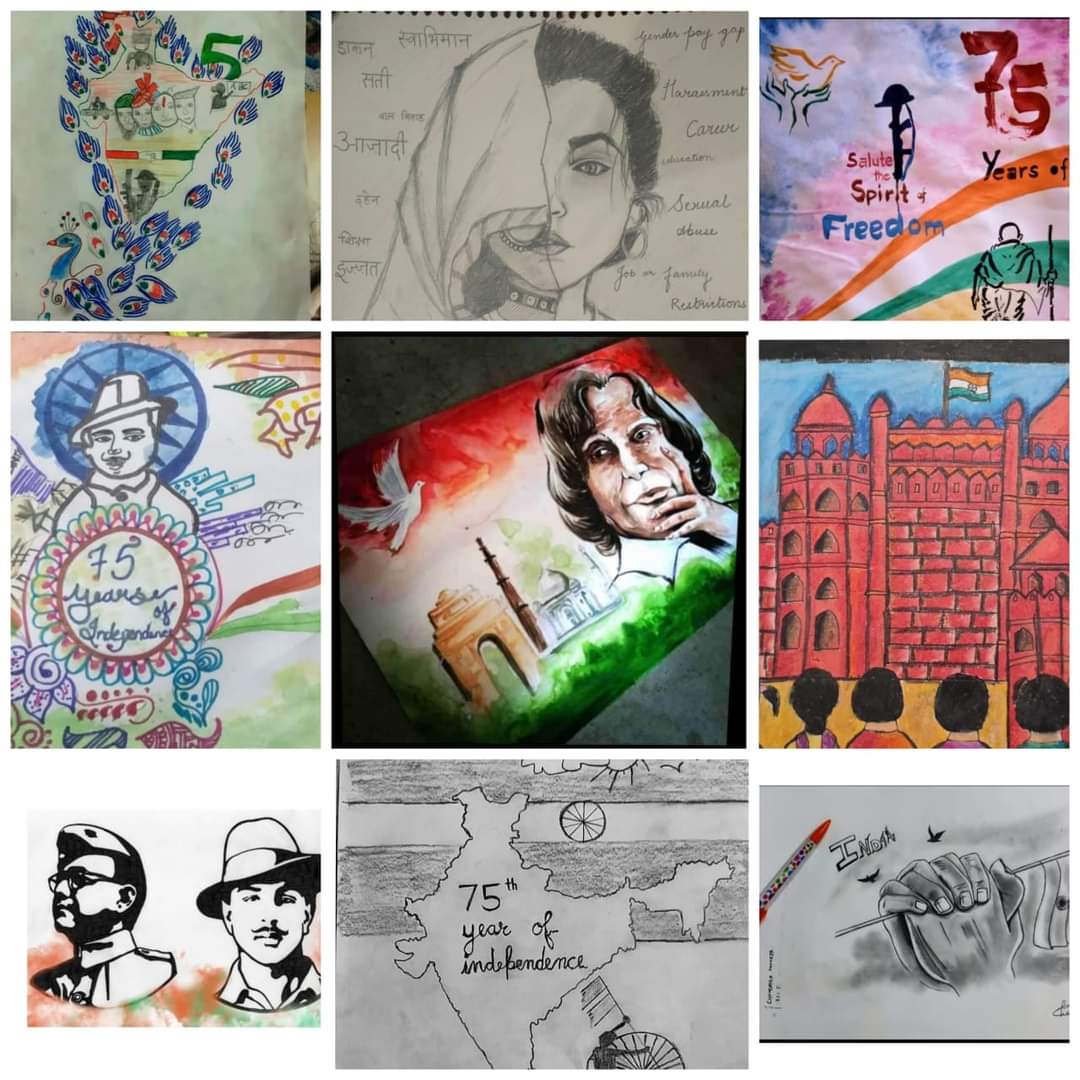 5
डाकन
स्वाभिमान
सती
बाल विवाह
आजादी
दहेज
शिक्षा
इज्जत
Gender pay gap
Harassment
Career
education
Sexual
Abuse
Job or family
Restrictions
75
Years of
Salute
the
Spirit of
Freedom
75
Years of
Independence
75th
year of
independence
INDIA